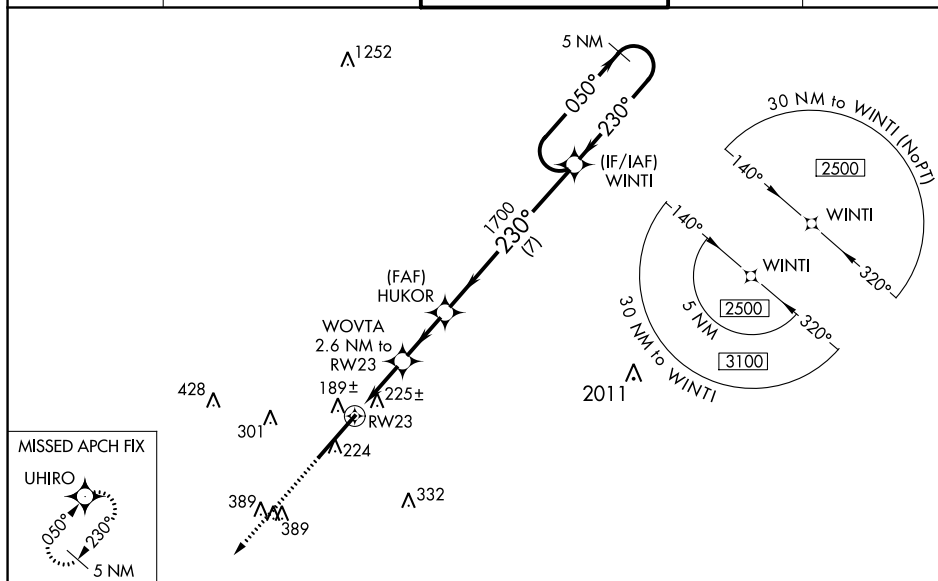 1252
5 NM
050°
230°
(IF/IAF)
WINTI
1700
230°
(7)
(FAF)
HUKOR
WOVTA
2.6 NM to
RW23
189±
225±
RW23
428
301
224
389
389
332
2011
30 NM to WINTI (NoPT)
140°
2500
WINTI
320°
140°
WINTI
2500
5 NM
320°
3100
30 NM to WINTI
MISSED APCH FIX
UHIRO
050°
230°
5 NM